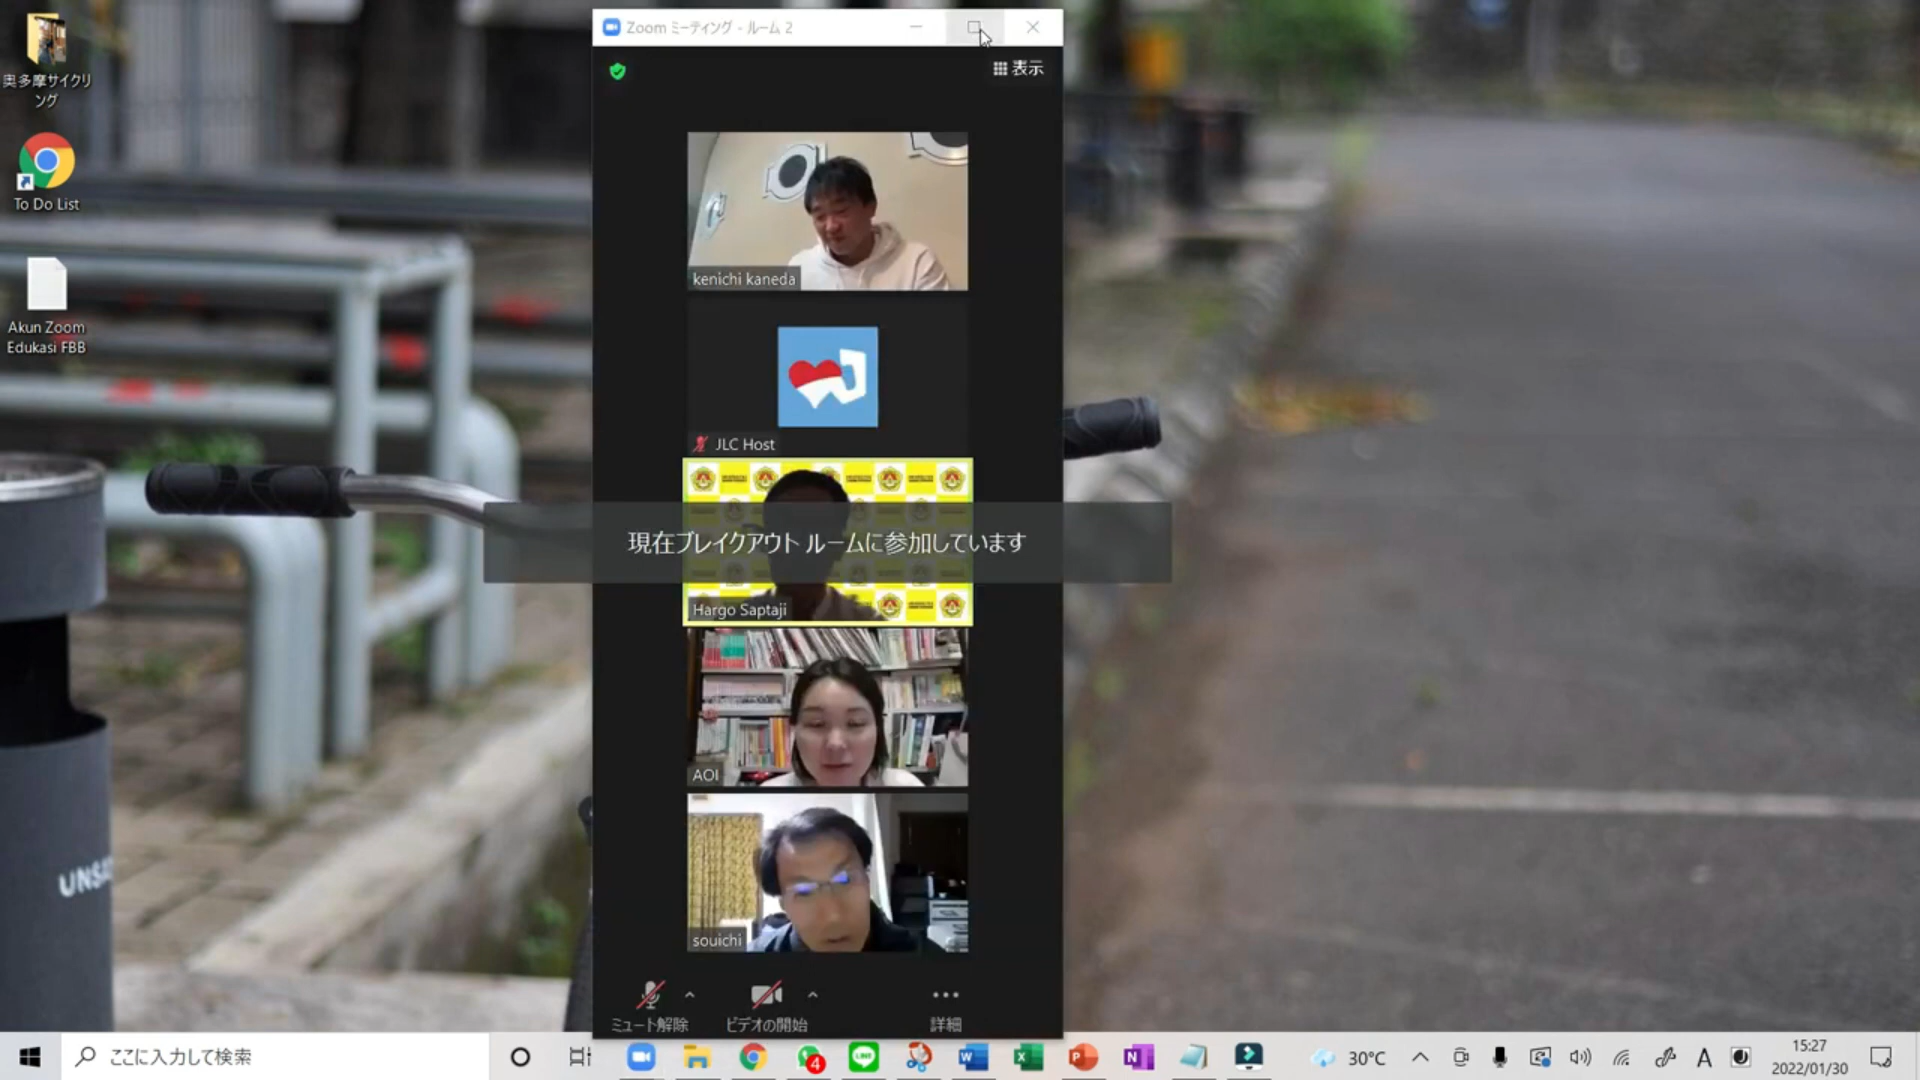 奥多摩サイクリ
ング
To Do List
Akun Zoom
Edukasi FBB
Zoom ミーティング - ルーム 2
表示
kenichi kaneda
JLC Host
現在ブレイクアウト ルームに参加しています
Hargo Saptaji
AOI
souichi
ミュート解除
ビデオの開始
詳細
UNSA
ここに入力して検索
4
LINE
W
X
P
N
30°C
A
15:27
2022/01/30